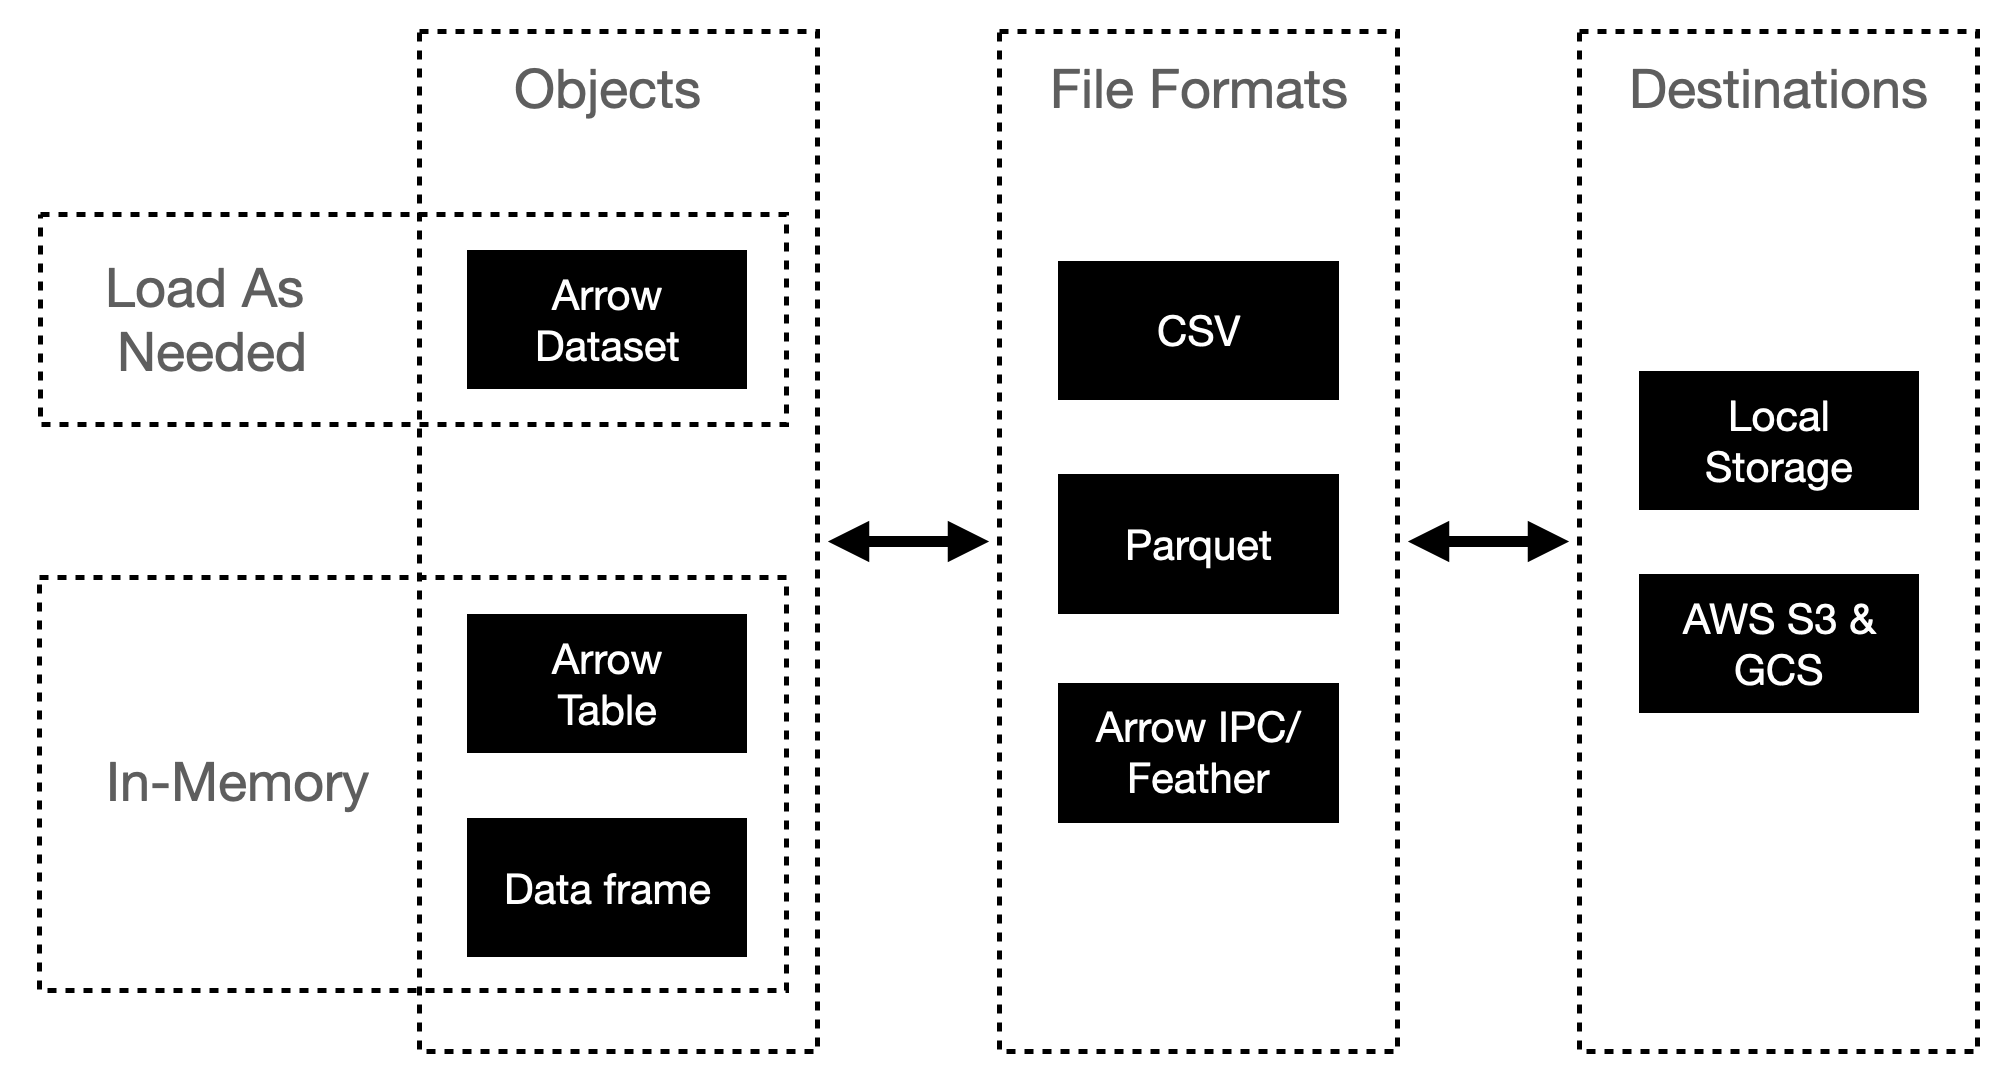 Objects
File Formats
Destinations
Load As
Needed
Arrow
Dataset
CSV
Local
Storage
Parquet
AWS S3 &
GCS
In-Memory
Arrow
Table
Arrow IPC/
Feather
Data frame